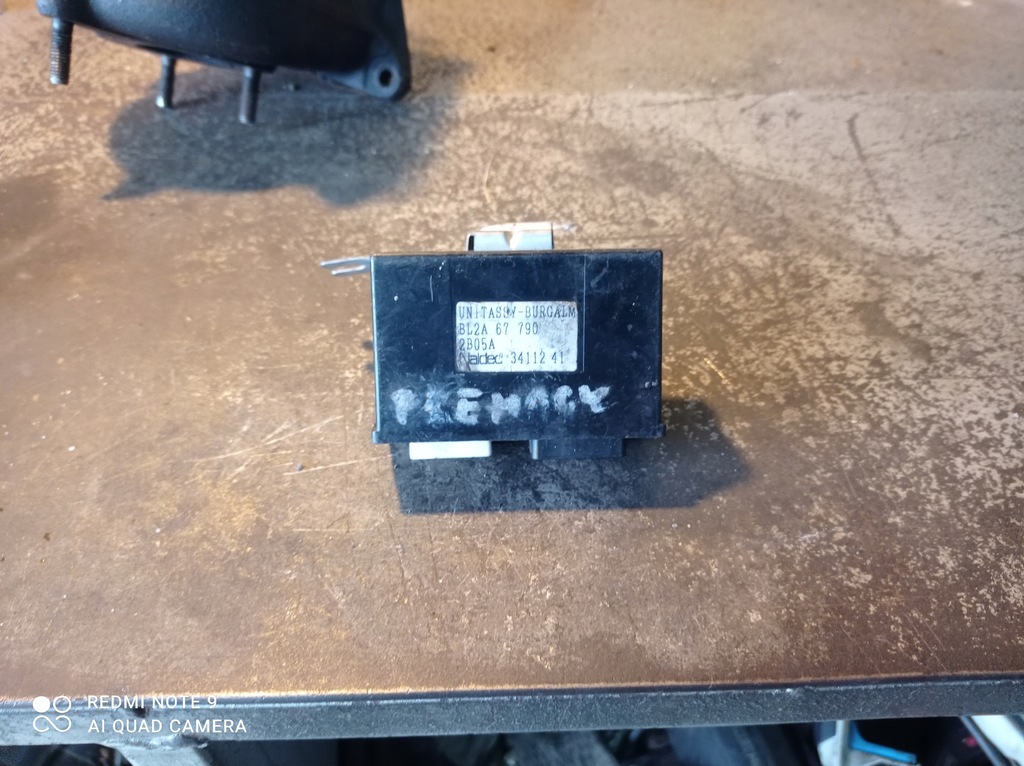 UNITASSY-BURGALM
BL2A 67 790
2B05A
Naldec 34112 41
PREMACY
REDMI NOTE 9
AI QUAD CAMERA